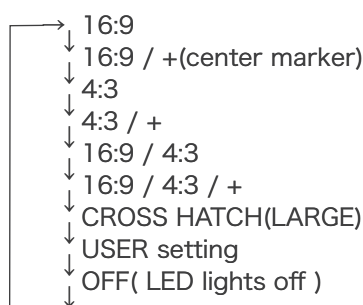 16:9
16:9 / +(center marker)
4:3
4:3 / +
16:9 / 4:3
16:9 / 4:3 / +
CROSS HATCH(LARGE)
USER setting
OFF( LED lights off )